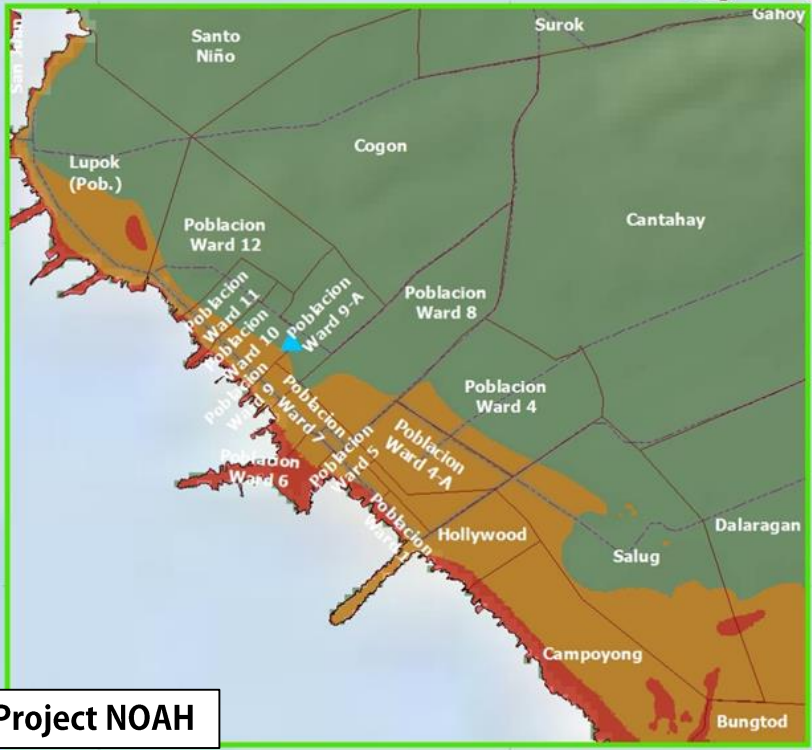 Gahoy
Surok
Santo
Niño
San Juan
Cogon
Lupok
(Pob.)
Cantahay
Poblacion
Ward 12
Poblacion
Ward 11
Poblacion
Ward 10
Poblacion
Ward 9-A
Poblacion
Ward 8
Poblacion
Ward 9
Poblacion
Ward 7
Poblacion
Ward 4
Poblacion
Ward 4-A
Poblacion
Ward 5
Poblacion
Ward 6
Poblacion
Ward 1
Hollywood
Dalaragan
Salug
Campoyong
Bungtod
Project NOAH